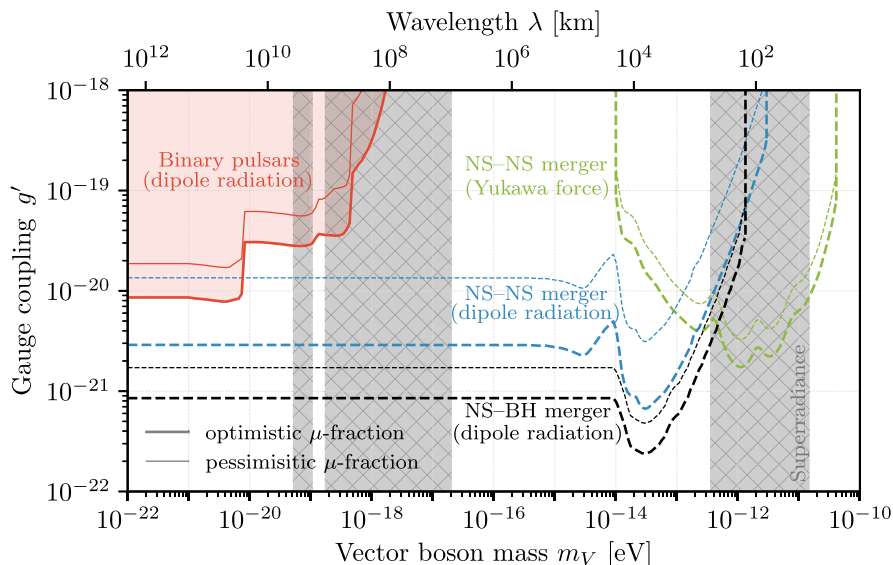 Wavelength λ [km]
10^12 10^10 10^8 10^6 10^4 10^2
10^−18
10^−19
10^−20
10^−21
10^−22
Gauge coupling g′
Binary pulsars
(dipole radiation)
NS–NS merger
(Yukawa force)
NS–NS merger
(dipole radiation)
NS–BH merger
(dipole radiation)
Superradiance
optimistic μ-fraction
pessimisitic μ-fraction
10^−22 10^−20 10^−18 10^−16 10^−14 10^−12 10^−10
Vector boson mass m_V [eV]